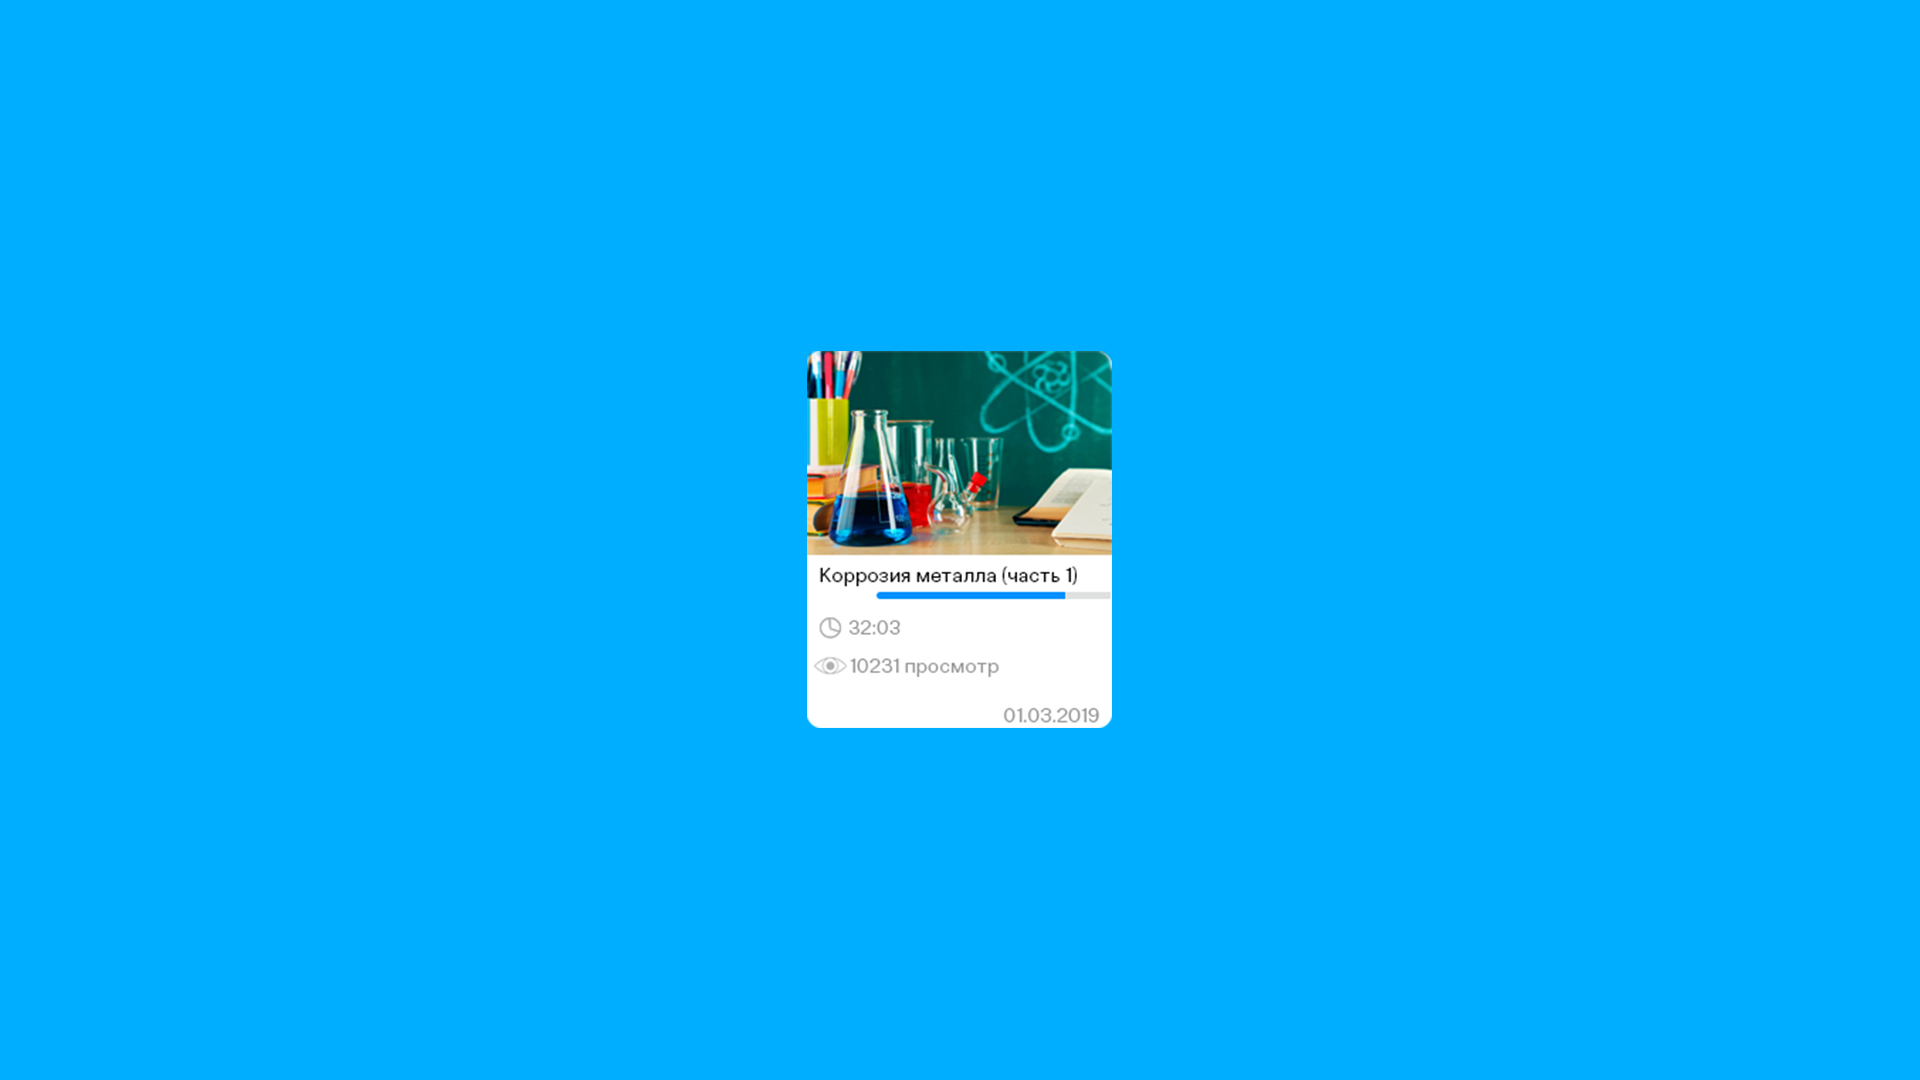 Коррозия металла (часть 1)
32:03
10231 просмотр
01.03.2019